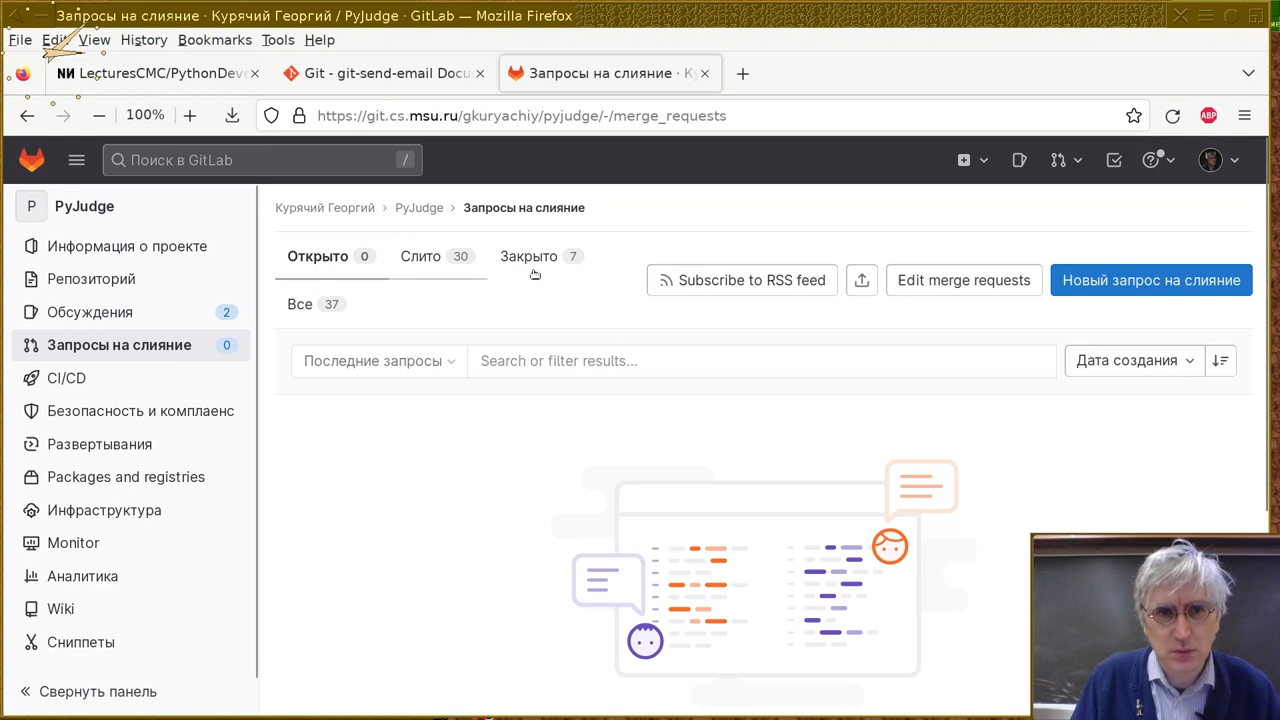 Запросы на слияние · Курячий Георгий / PyJudge · GitLab — Mozilla Firefox
File Edit View History Bookmarks Tools Help
LecturesCMC/PythonDeve
Git - git-send-email Docu
Запросы на слияние · Ку
100%
https://git.cs.msu.ru/gkuryachiy/pyjudge/-/merge_requests
ABP
Поиск в GitLab /
P PyJudge
Информация о проекте
Репозиторий
Обсуждения 2
Запросы на слияние 0
CI/CD
Безопасность и комплаенс
Развертывания
Packages and registries
Инфраструктура
Monitor
Аналитика
Wiki
Сниппеты
Свернуть панель
Курячий Георгий > PyJudge > Запросы на слияние
Открыто 0 Слито 30 Закрыто 7
Все 37
Subscribe to RSS feed Edit merge requests Новый запрос на слияние
Последние запросы Search or filter results... Дата создания